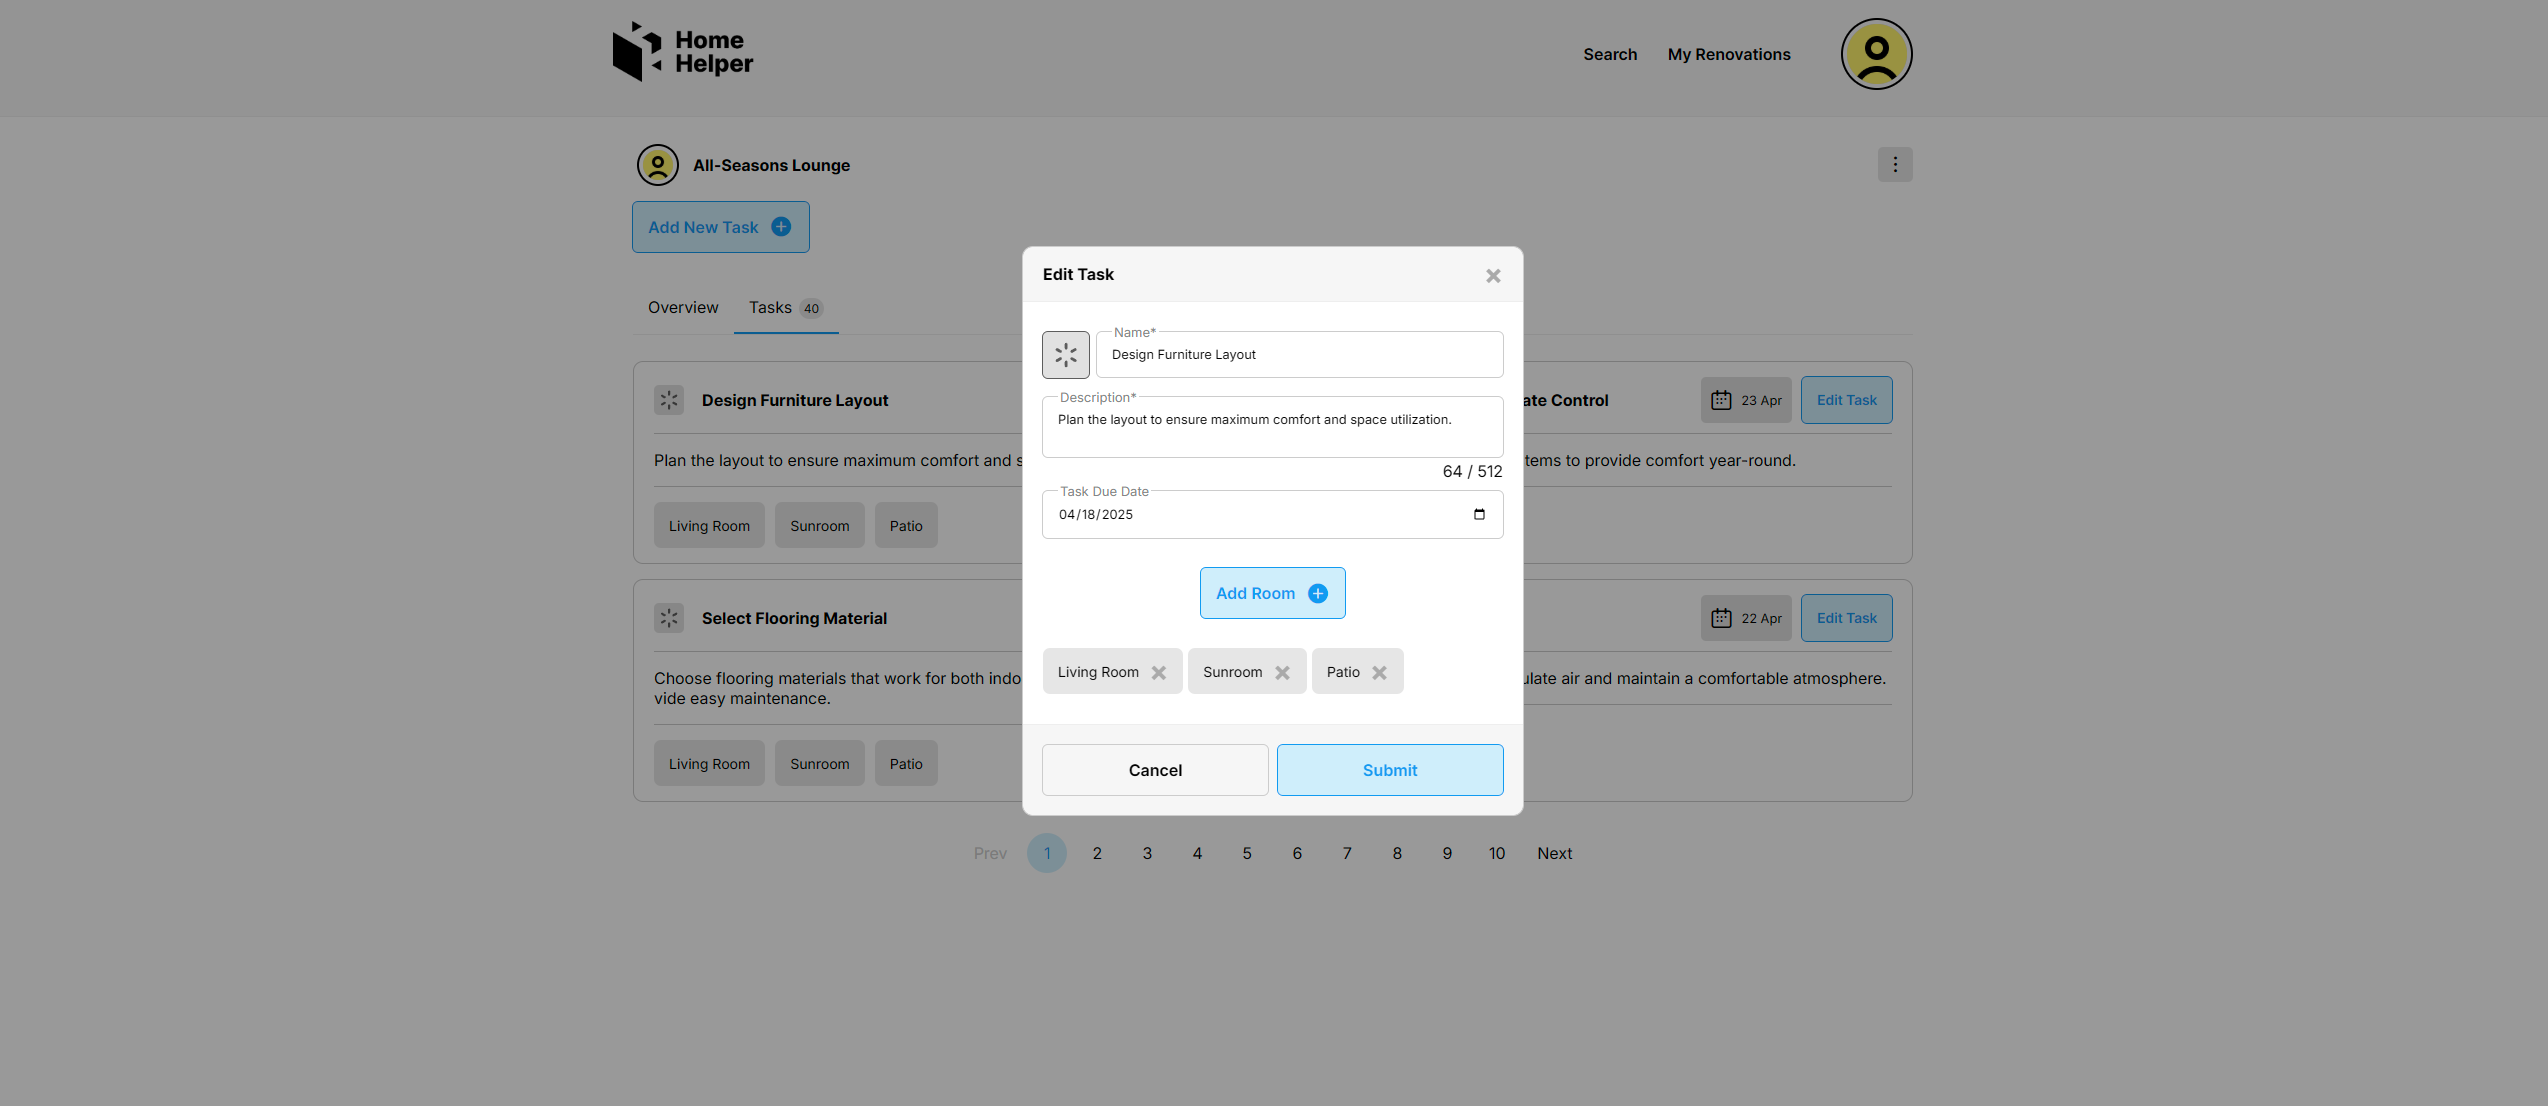 Home
Helper
Search
My Renovations
All-Seasons Lounge
Add New Task
Overview
Tasks 40
Edit Task
Name*
Design Furniture Layout
Description*
Plan the layout to ensure maximum comfort and space utilization.
64 / 512
Task Due Date
04/18/2025
Add Room
Living Room
Sunroom
Patio
Cancel
Submit
Design Furniture Layout
Plan the layout to ensure maximum comfort and s
Living Room
Sunroom
Patio
ate Control
23 Apr
Edit Task
tems to provide comfort year-round.
Select Flooring Material
Choose flooring materials that work for both indo
vide easy maintenance.
Living Room
Sunroom
Patio
22 Apr
Edit Task
ulate air and maintain a comfortable atmosphere.
Prev 1 2 3 4 5 6 7 8 9 10 Next